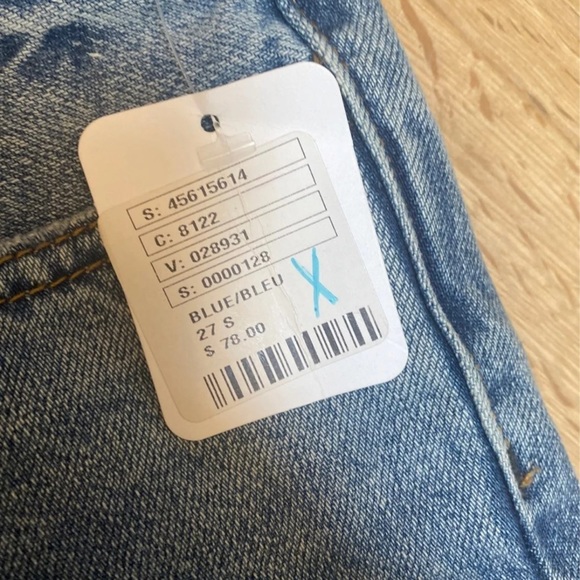 S: 45615614
C: 8122
V: 028931
S: 0000128
BLUE/BLEU
27 S
$ 78.00
X